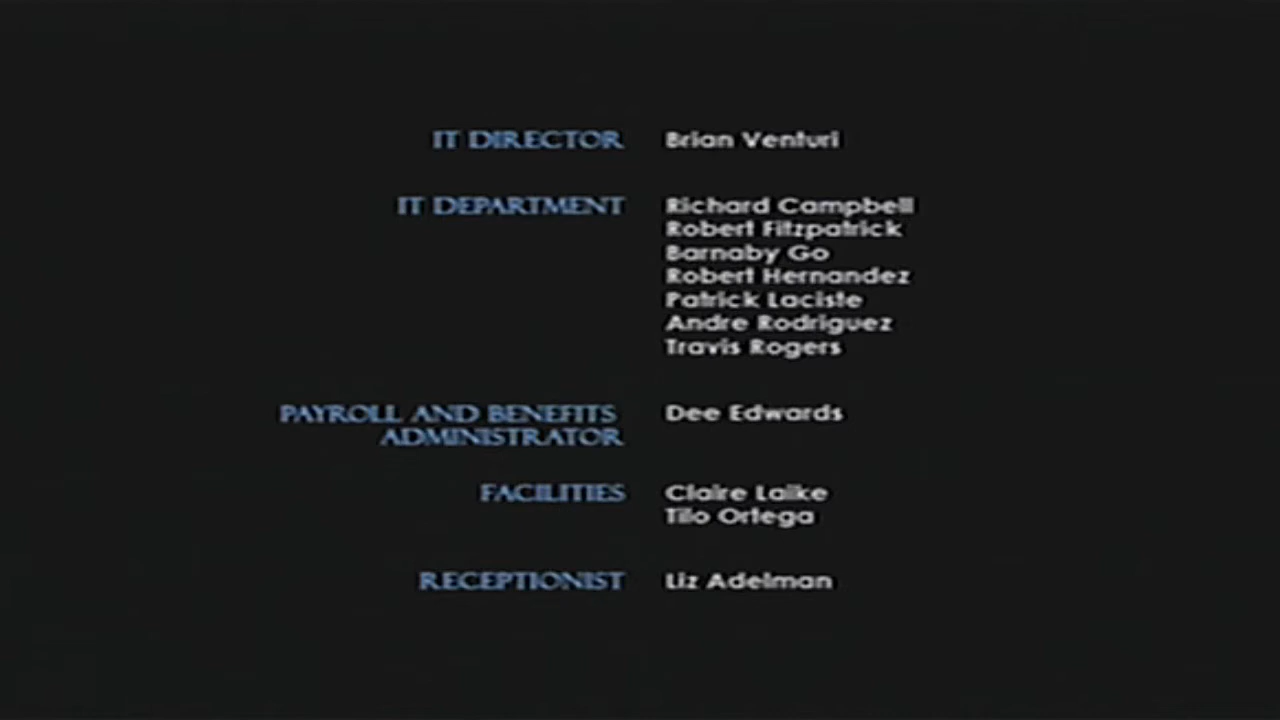 IT DIRECTOR Brian Venturi
IT DEPARTMENT Richard Campbell
Robert Fitzpatrick
Barnaby Go
Robert Hernandez
Patrick Laciste
Andre Rodriguez
Travis Rogers
PAYROLL AND BENEFITS Dee Edwards
ADMINISTRATOR
FACILITIES Claire Laike
Tilo Ortega
RECEPTIONIST Liz Adelman